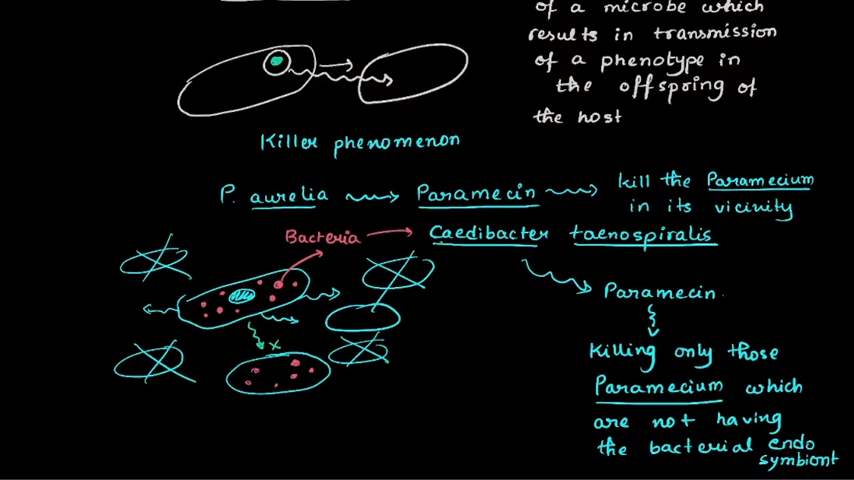 of a microbe which
results in transmission
of a phenotype in
the offspring of
the host
Killer phenomenon
P. aurelia → Paramecin → kill the Paramecium
in its vicinity
Bacteria → Caedibacter taenospiralis
Paramecin.
Killing only those
Paramecium which
are not having
the bacterial endo
symbiont
x